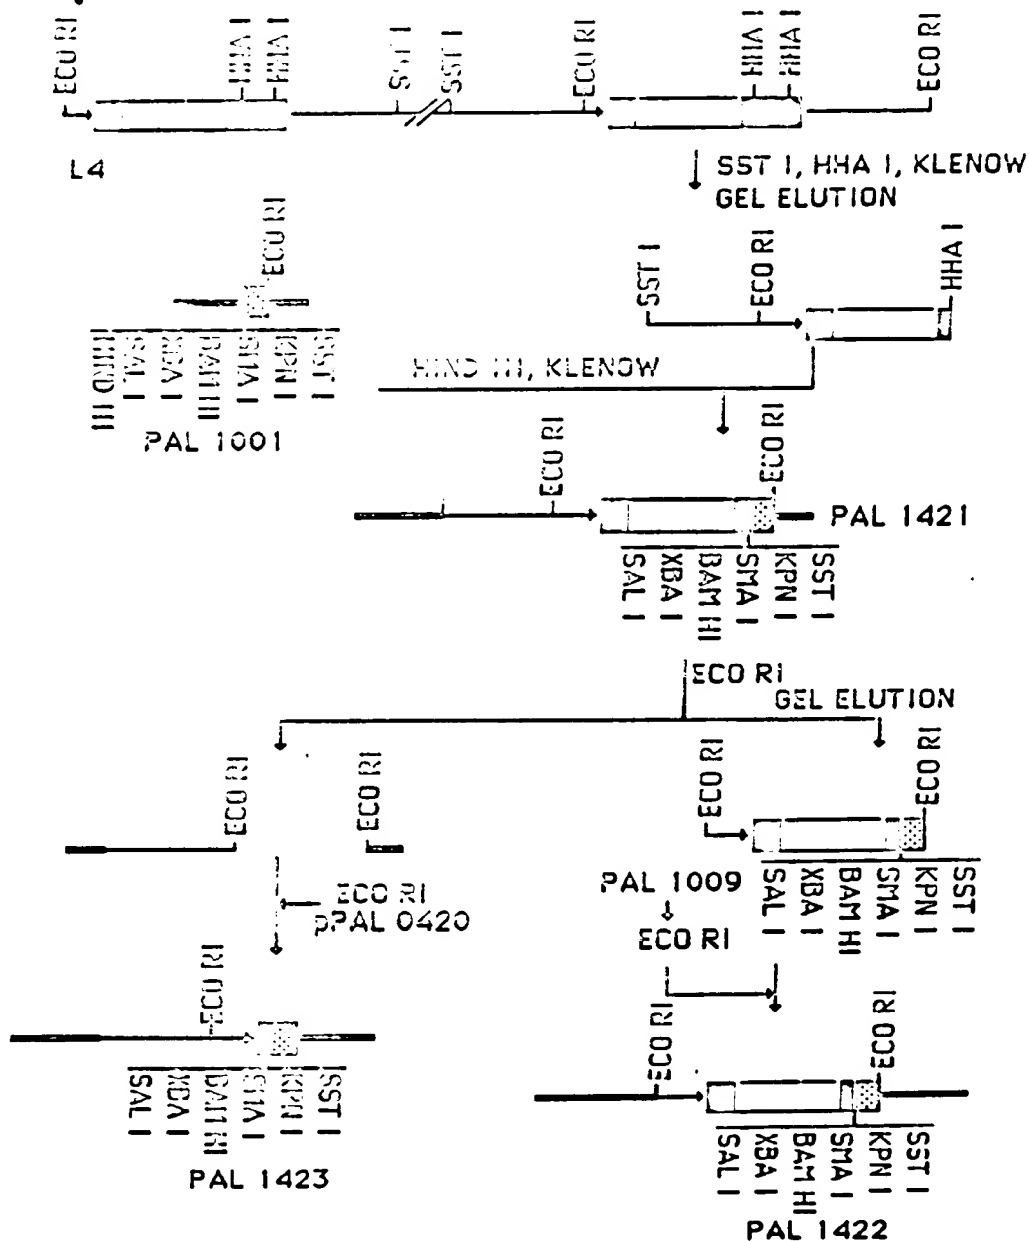 ECO RI
HHA I
HHA I
SST I
SST I
ECO RI
HHA I
HHA I
ECO RI
L4
SST I, HHA I, KLENOW
GEL ELUTION
ECO RI
HIND III
SAL I
XBA I
BAM HI
SMA I
KPN I
SST I
PAL 1001
SST I
ECO RI
HHA I
HIND III, KLENOW
ECO RI
ECO RI
PAL 1421
SAL I
XBA I
BAM HI
SMA I
KPN I
SST I
ECO RI
GEL ELUTION
ECO RI
ECO RI
ECO RI
ECO RI
SAL I
XBA I
BAM HI
SMA I
KPN I
SST I
ECO RI
pPAL 0420
PAL 1009
ECO RI
ECO RI
SAL I
XBA I
BAM HI
SMA I
KPN I
SST I
PAL 1423
ECO RI
ECO RI
SAL I
XBA I
BAM HI
SMA I
KPN I
SST I
PAL 1422